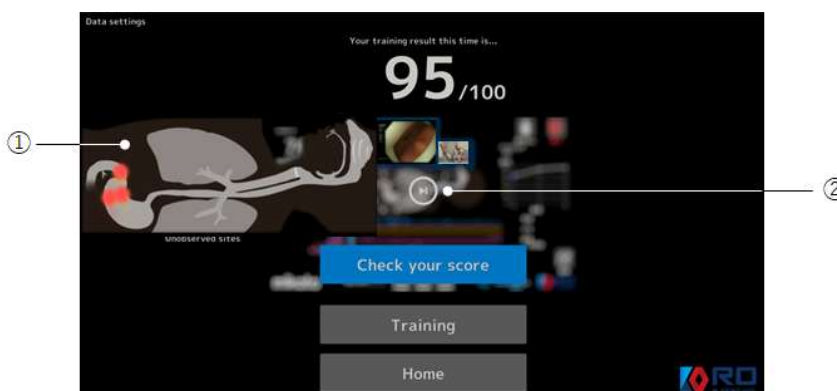 Data settings
Your training result this time is...
95/100
①
②
Unobserved sites
Check your score
Training
Home